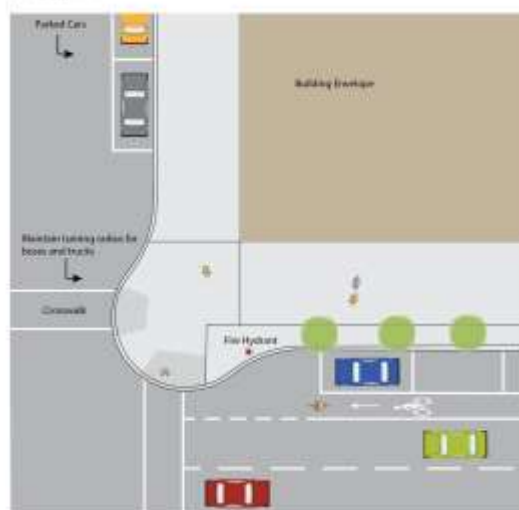 Parked Cars
Building Envelope
Maintain turning radius for
buses and trucks
Crosswalk
Fire Hydrant